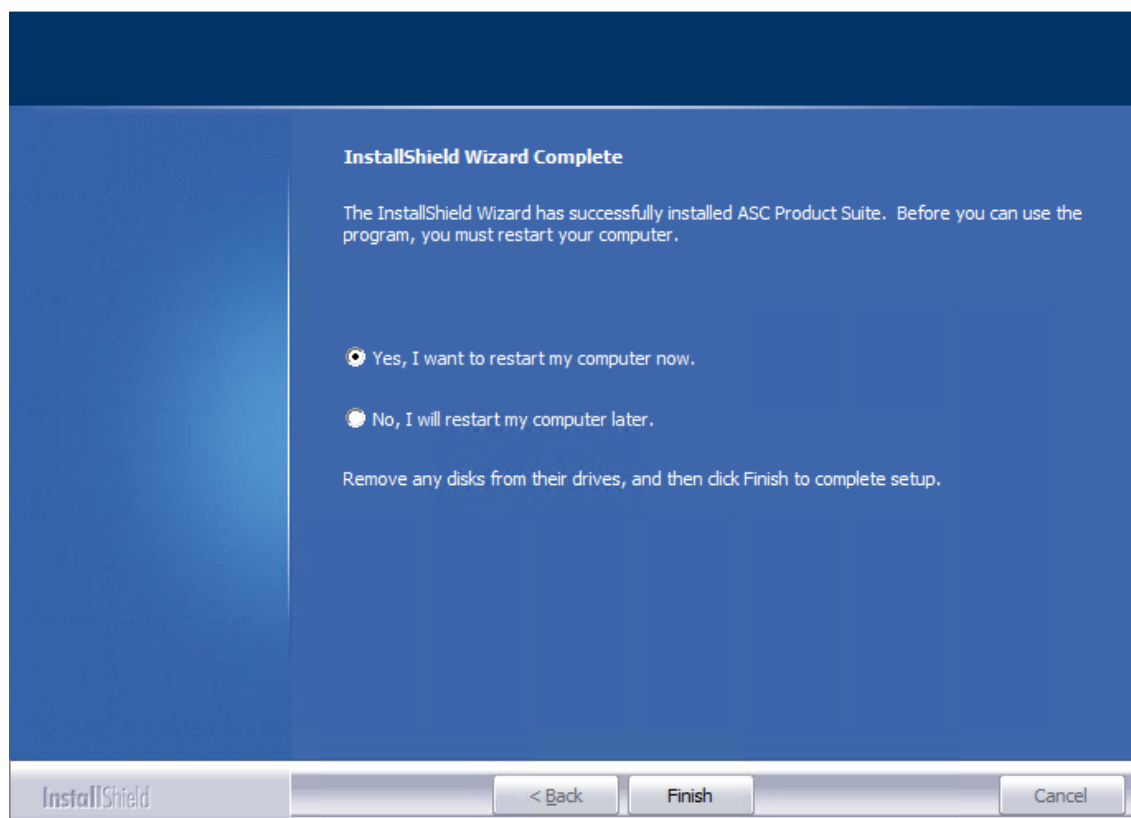 InstallShield Wizard Complete
The InstallShield Wizard has successfully installed ASC Product Suite. Before you can use the
program, you must restart your computer.
Yes, I want to restart my computer now.
No, I will restart my computer later.
Remove any disks from their drives, and then click Finish to complete setup.
InstallShield
< Back
Finish
Cancel